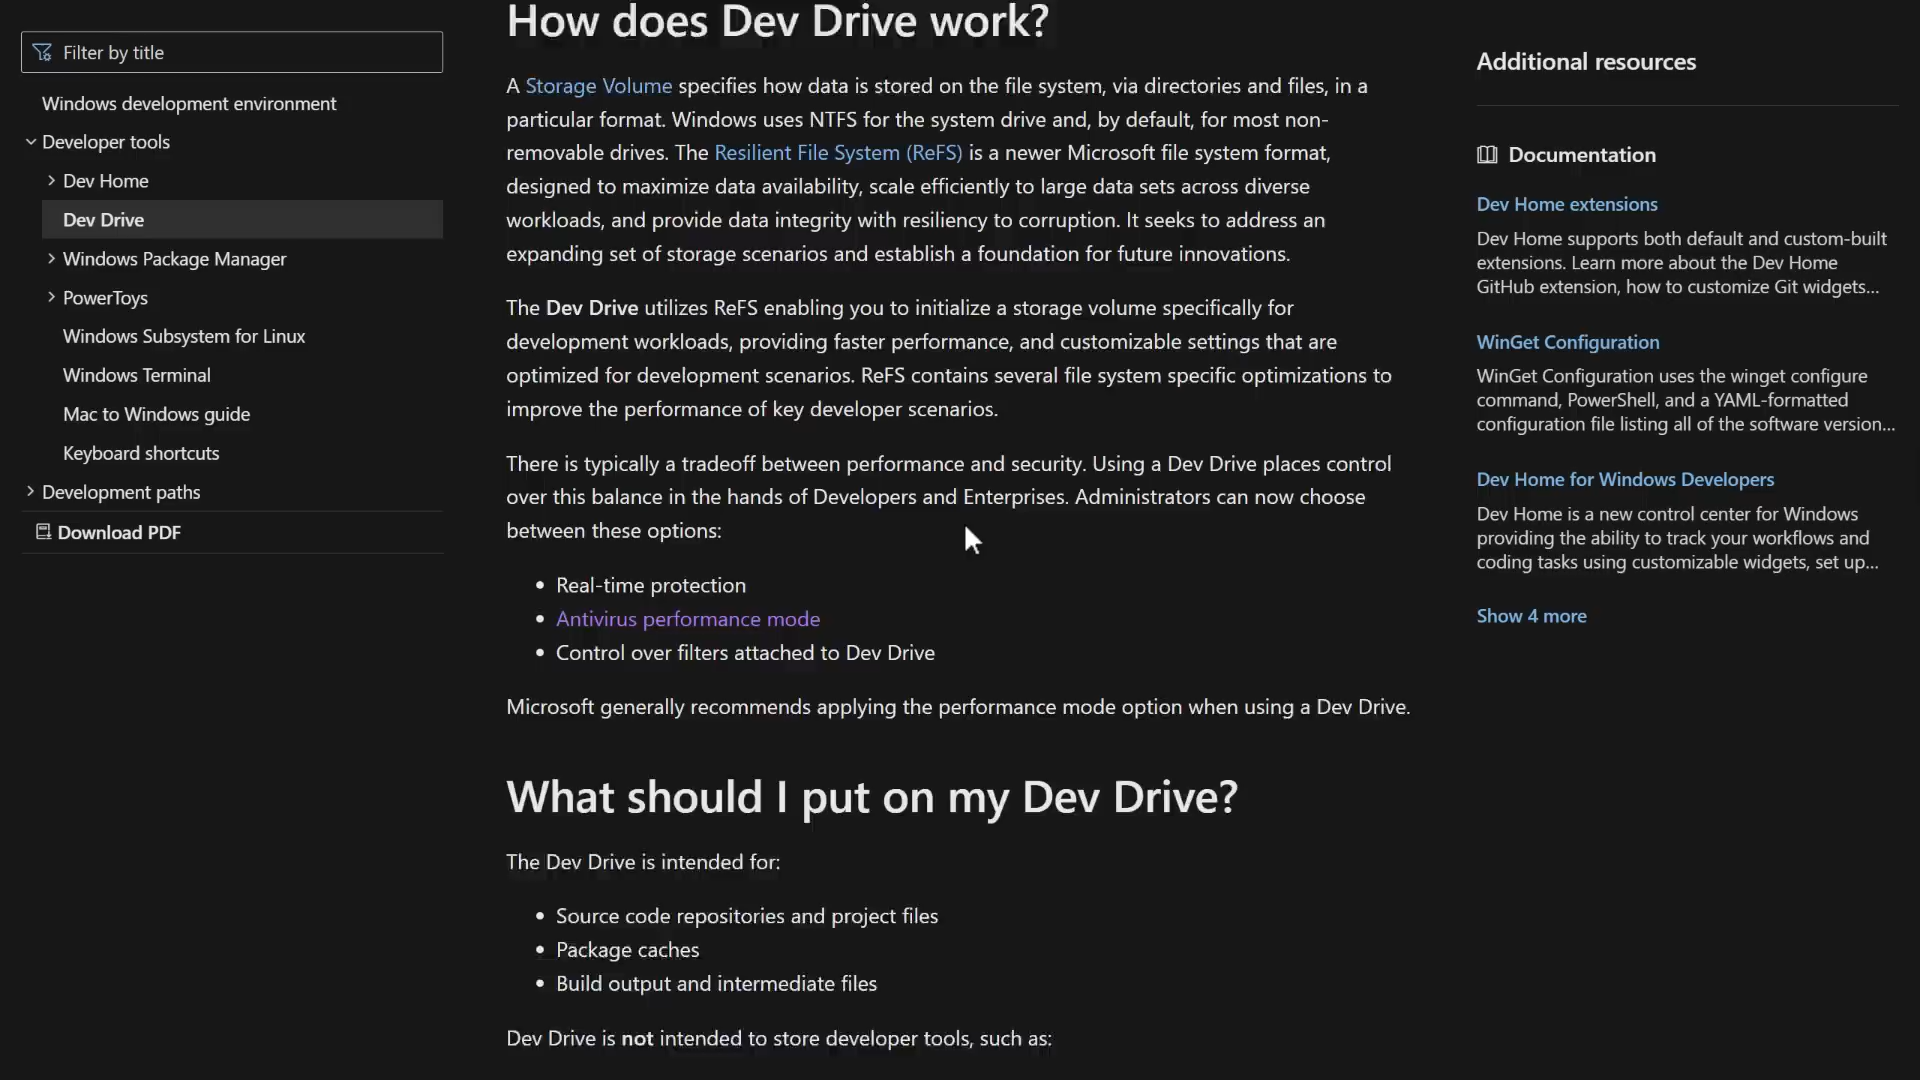 Filter by title
Windows development environment
Developer tools
Dev Home
Dev Drive
Windows Package Manager
PowerToys
Windows Subsystem for Linux
Windows Terminal
Mac to Windows guide
Keyboard shortcuts
Development paths
Download PDF
How does Dev Drive work?
A Storage Volume specifies how data is stored on the file system, via directories and files, in a
particular format. Windows uses NTFS for the system drive and, by default, for most non-
removable drives. The Resilient File System (ReFS) is a newer Microsoft file system format,
designed to maximize data availability, scale efficiently to large data sets across diverse
workloads, and provide data integrity with resiliency to corruption. It seeks to address an
expanding set of storage scenarios and establish a foundation for future innovations.
The Dev Drive utilizes ReFS enabling you to initialize a storage volume specifically for
development workloads, providing faster performance, and customizable settings that are
optimized for development scenarios. ReFS contains several file system specific optimizations to
improve the performance of key developer scenarios.
There is typically a tradeoff between performance and security. Using a Dev Drive places control
over this balance in the hands of Developers and Enterprises. Administrators can now choose
between these options:
• Real-time protection
• Antivirus performance mode
• Control over filters attached to Dev Drive
Microsoft generally recommends applying the performance mode option when using a Dev Drive.
What should I put on my Dev Drive?
The Dev Drive is intended for:
• Source code repositories and project files
• Package caches
• Build output and intermediate files
Dev Drive is not intended to store developer tools, such as:
Additional resources
Documentation
Dev Home extensions
Dev Home supports both default and custom-built
extensions. Learn more about the Dev Home
GitHub extension, how to customize Git widgets...
WinGet Configuration
WinGet Configuration uses the winget configure
command, PowerShell, and a YAML-formatted
configuration file listing all of the software version...
Dev Home for Windows Developers
Dev Home is a new control center for Windows
providing the ability to track your workflows and
coding tasks using customizable widgets, set up...
Show 4 more